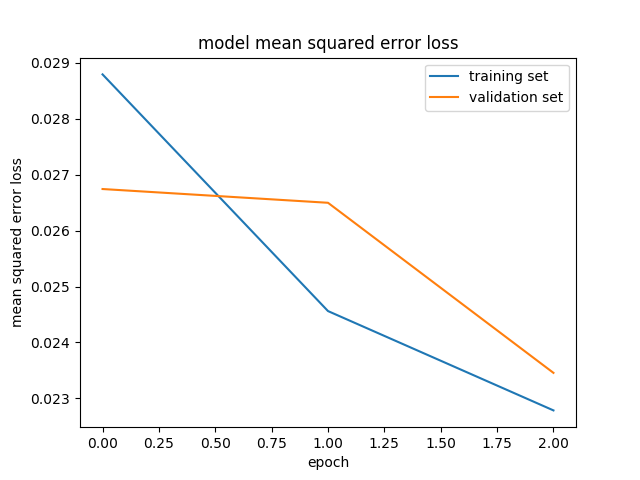 model mean squared error loss
training set
validation set
mean squared error loss
0.029
0.028
0.027
0.026
0.025
0.024
0.023
0.00 0.25 0.50 0.75 1.00 1.25 1.50 1.75 2.00
epoch